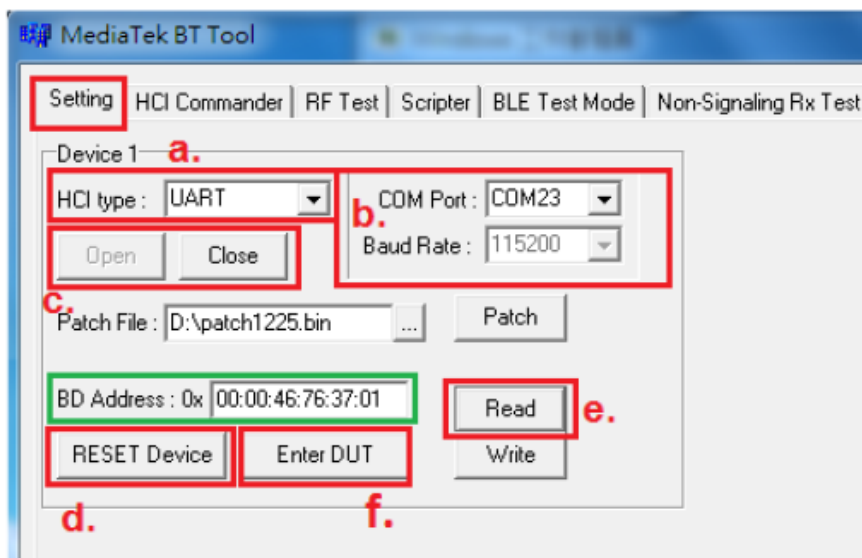 MediaTek BT Tool
Setting HCI Commander RF Test Scripter BLE Test Mode Non-Signaling Rx Test
Device 1 a.
HCI type : UART b. COM Port : COM23
Open Close Baud Rate : 115200
c.
Patch File : D:\patch1225.bin ... Patch
BD Address : 0x 00:00:46:76:37:01 Read e.
RESET Device Enter DUT Write
d. f.